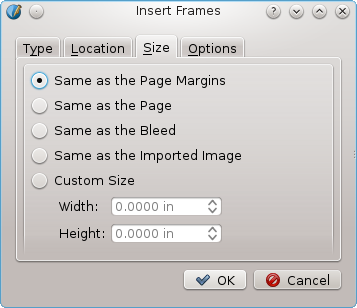 Insert Frames
Type Location Size Options
Same as the Page Margins
Same as the Page
Same as the Bleed
Same as the Imported Image
Custom Size
Width: 0.0000 in
Height: 0.0000 in
OK Cancel